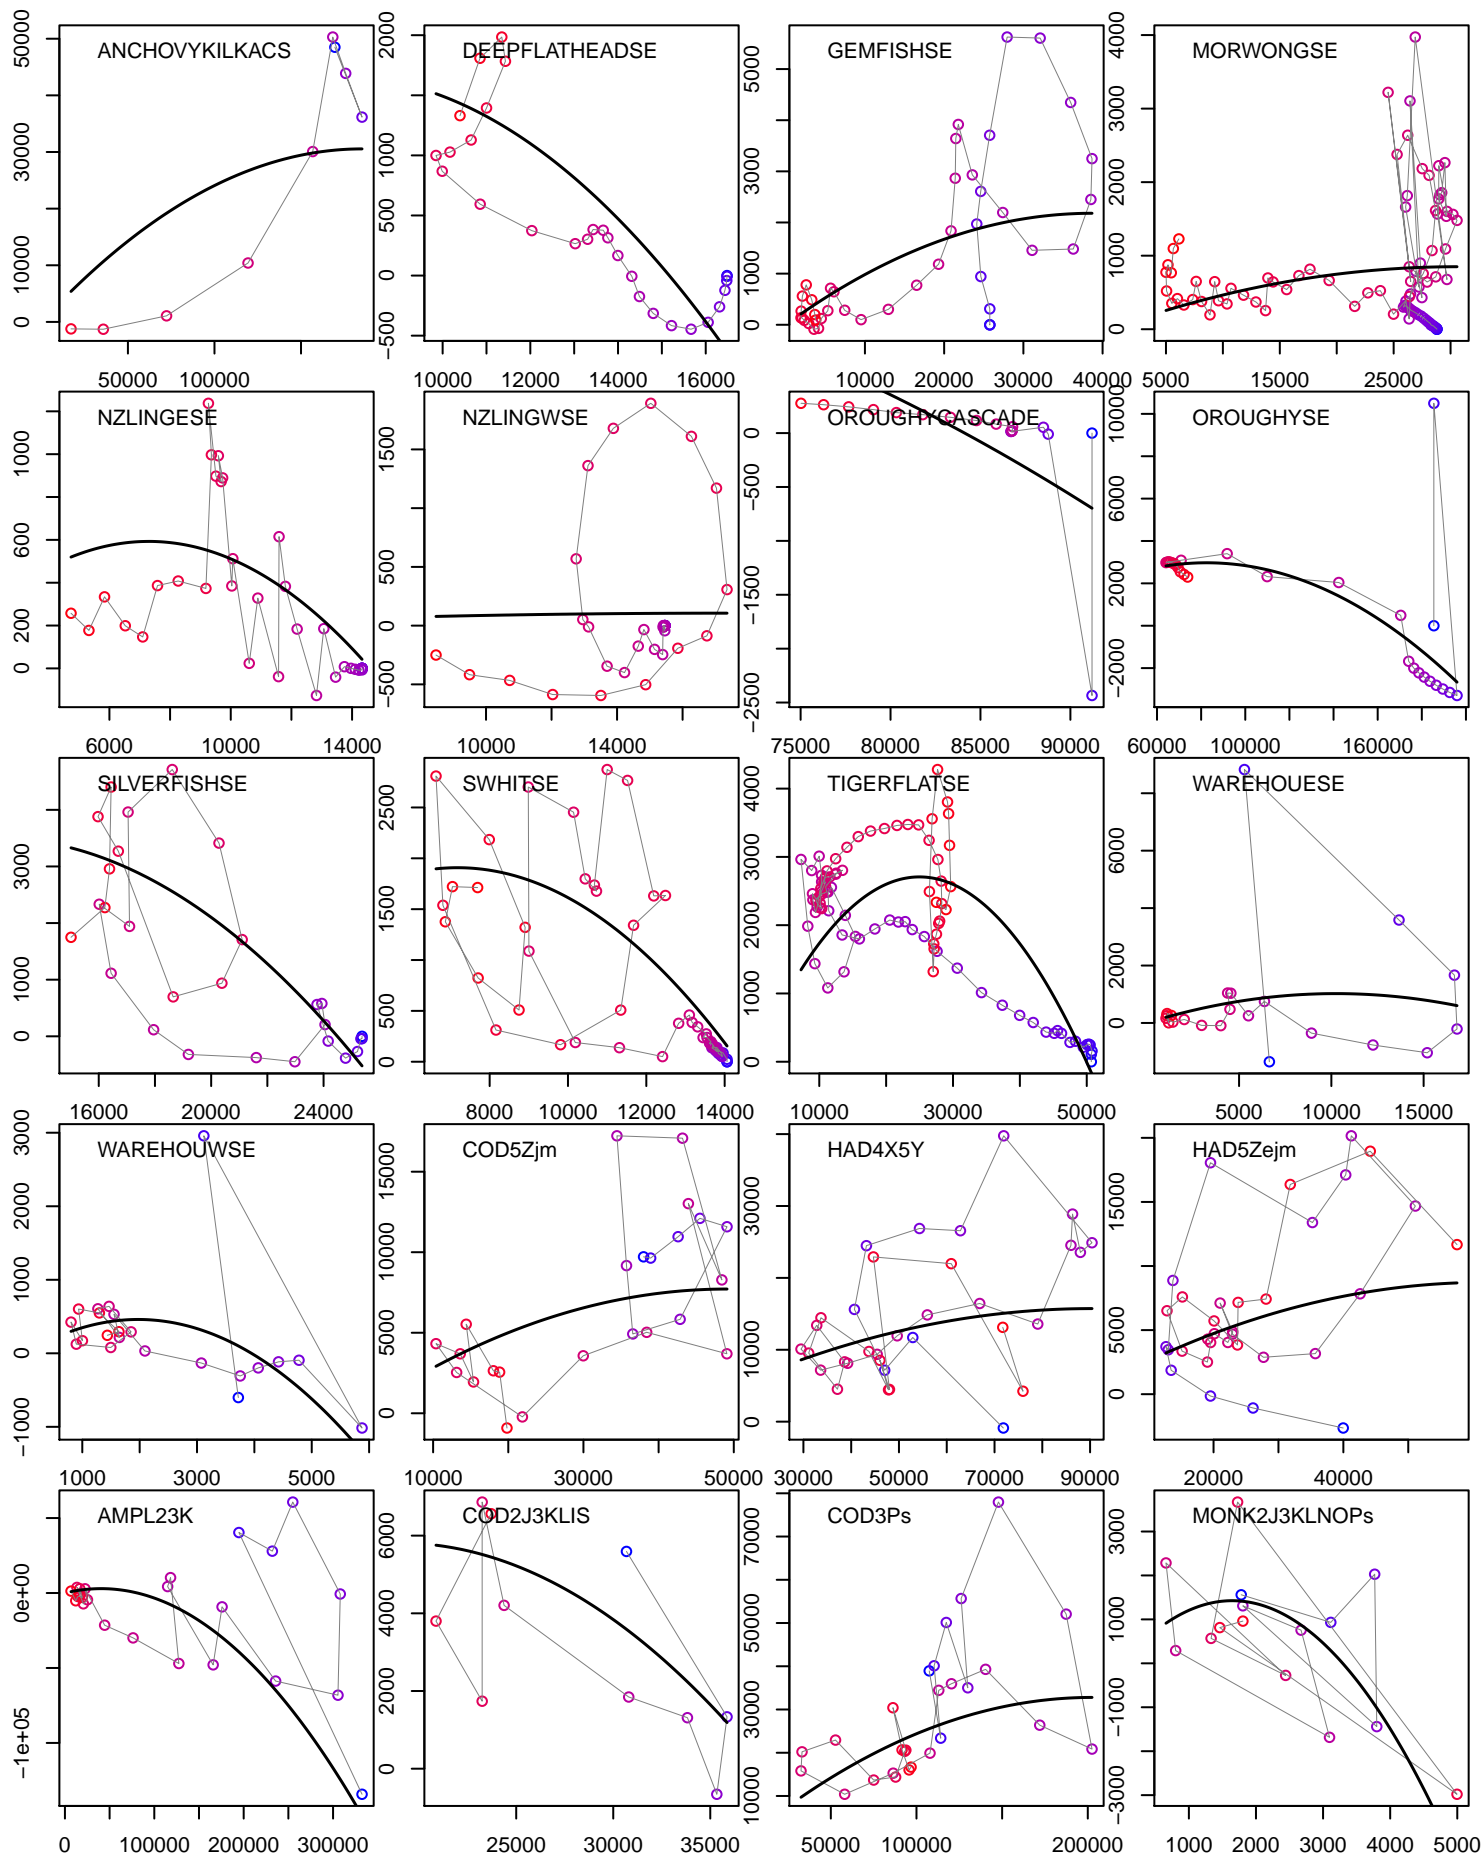 ANCHOVYKILKACS
0 10000 30000 50000
50000 100000
DEEPFLATHEADSE
−500 0 500 1000 2000
10000 12000 14000 16000
GEMFISHSE
0 1000 3000 5000
10000 20000 30000 40000
MORWONGSE
0 1000 2000 3000 4000
5000 15000 25000
NZLINGESE
0 200 600 1000
6000 10000 14000
NZLINGWSE
−500 0 500 1500
10000 14000
OROUGHYCASCADE
−2500 −1500 −500 0
75000 80000 85000 90000
OROUGHYSE
−2000 2000 6000 10000
60000 100000 160000
SILVERFISHSE
0 1000 3000
16000 20000 24000
SWHITSE
0 500 1500 2500
8000 10000 12000 14000
TIGERFLATSE
0 1000 2000 3000 4000
10000 30000 50000
WAREHOUESE
0 2000 6000
5000 10000 15000
WAREHOUWSE
−1000 0 1000 2000 3000
1000 3000 5000
COD5Zjm
0 5000 10000 15000
10000 30000 50000
HAD4X5Y
0 10000 30000
30000 50000 70000 90000
HAD5Zejm
0 5000 15000
20000 40000
AMPL23K
−1e+05 0e+00
0 100000 200000 300000
COD2J3KLIS
0 2000 4000 6000
25000 30000 35000
COD3Ps
10000 30000 50000 70000
50000 100000 200000
MONK2J3KLNOPs
−3000 −1000 1000 3000
1000 2000 3000 4000 5000